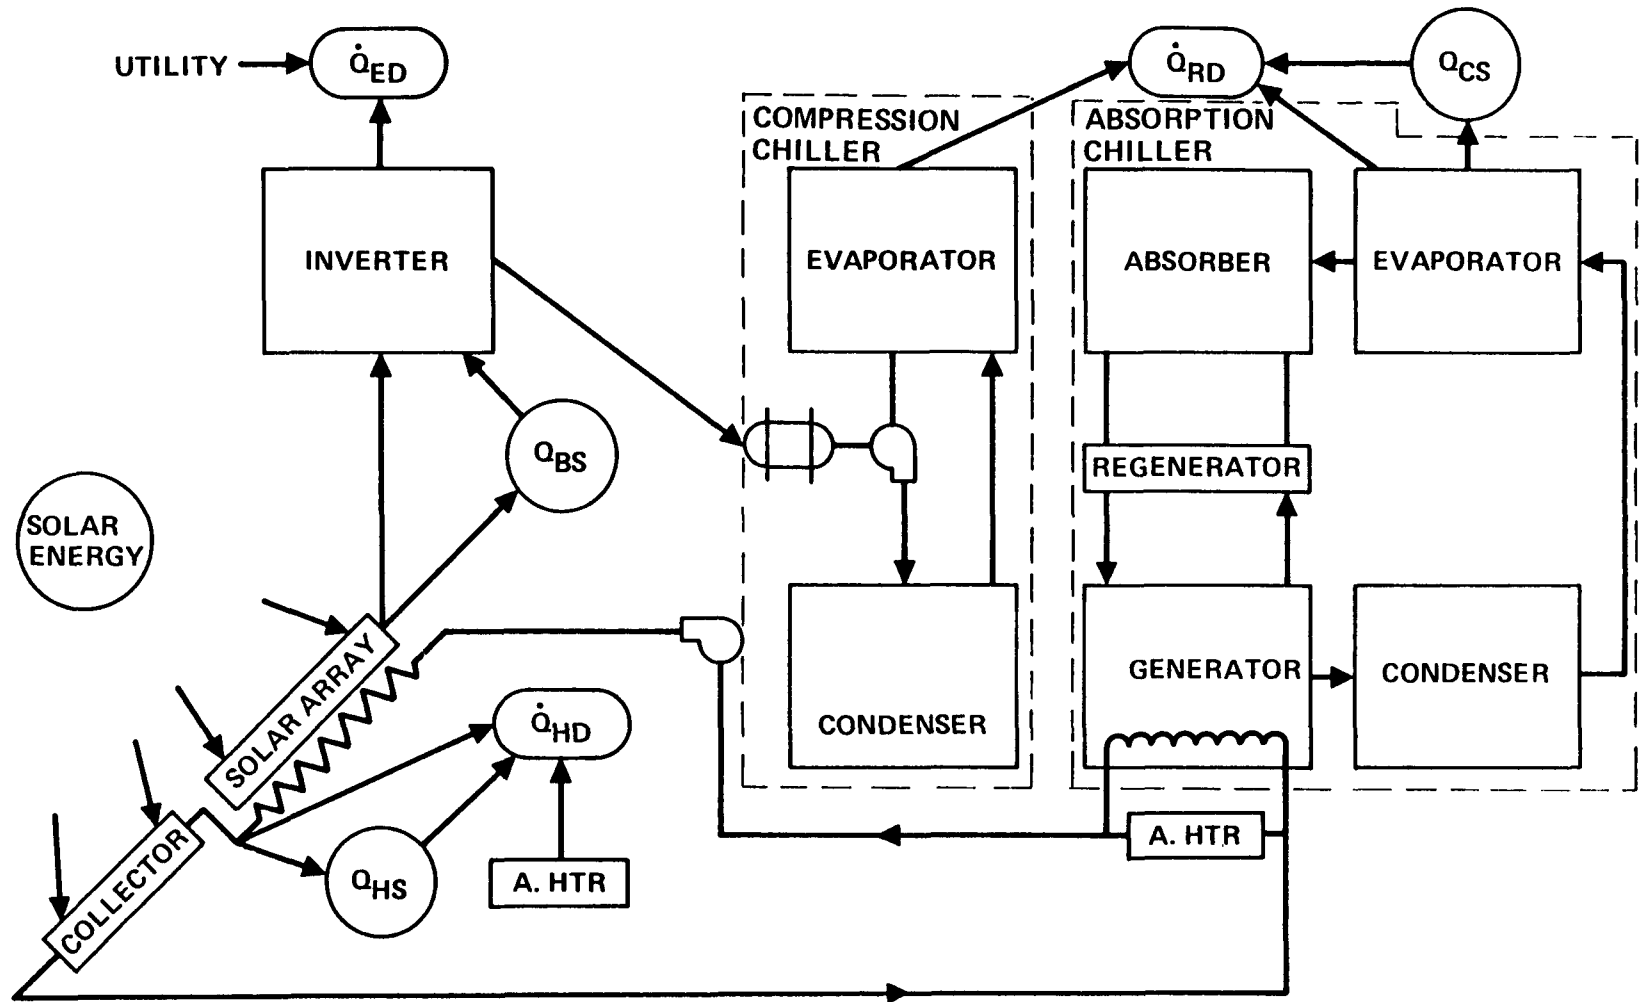 UTILITY
Q̇ED
Q̇RD
QCS
COMPRESSION
CHILLER
ABSORPTION
CHILLER
INVERTER
EVAPORATOR
ABSORBER
EVAPORATOR
QBS
REGENERATOR
SOLAR
ENERGY
SOLAR ARRAY
GENERATOR
CONDENSER
CONDENSER
Q̇HD
COLLECTOR
QHS
A. HTR
A. HTR